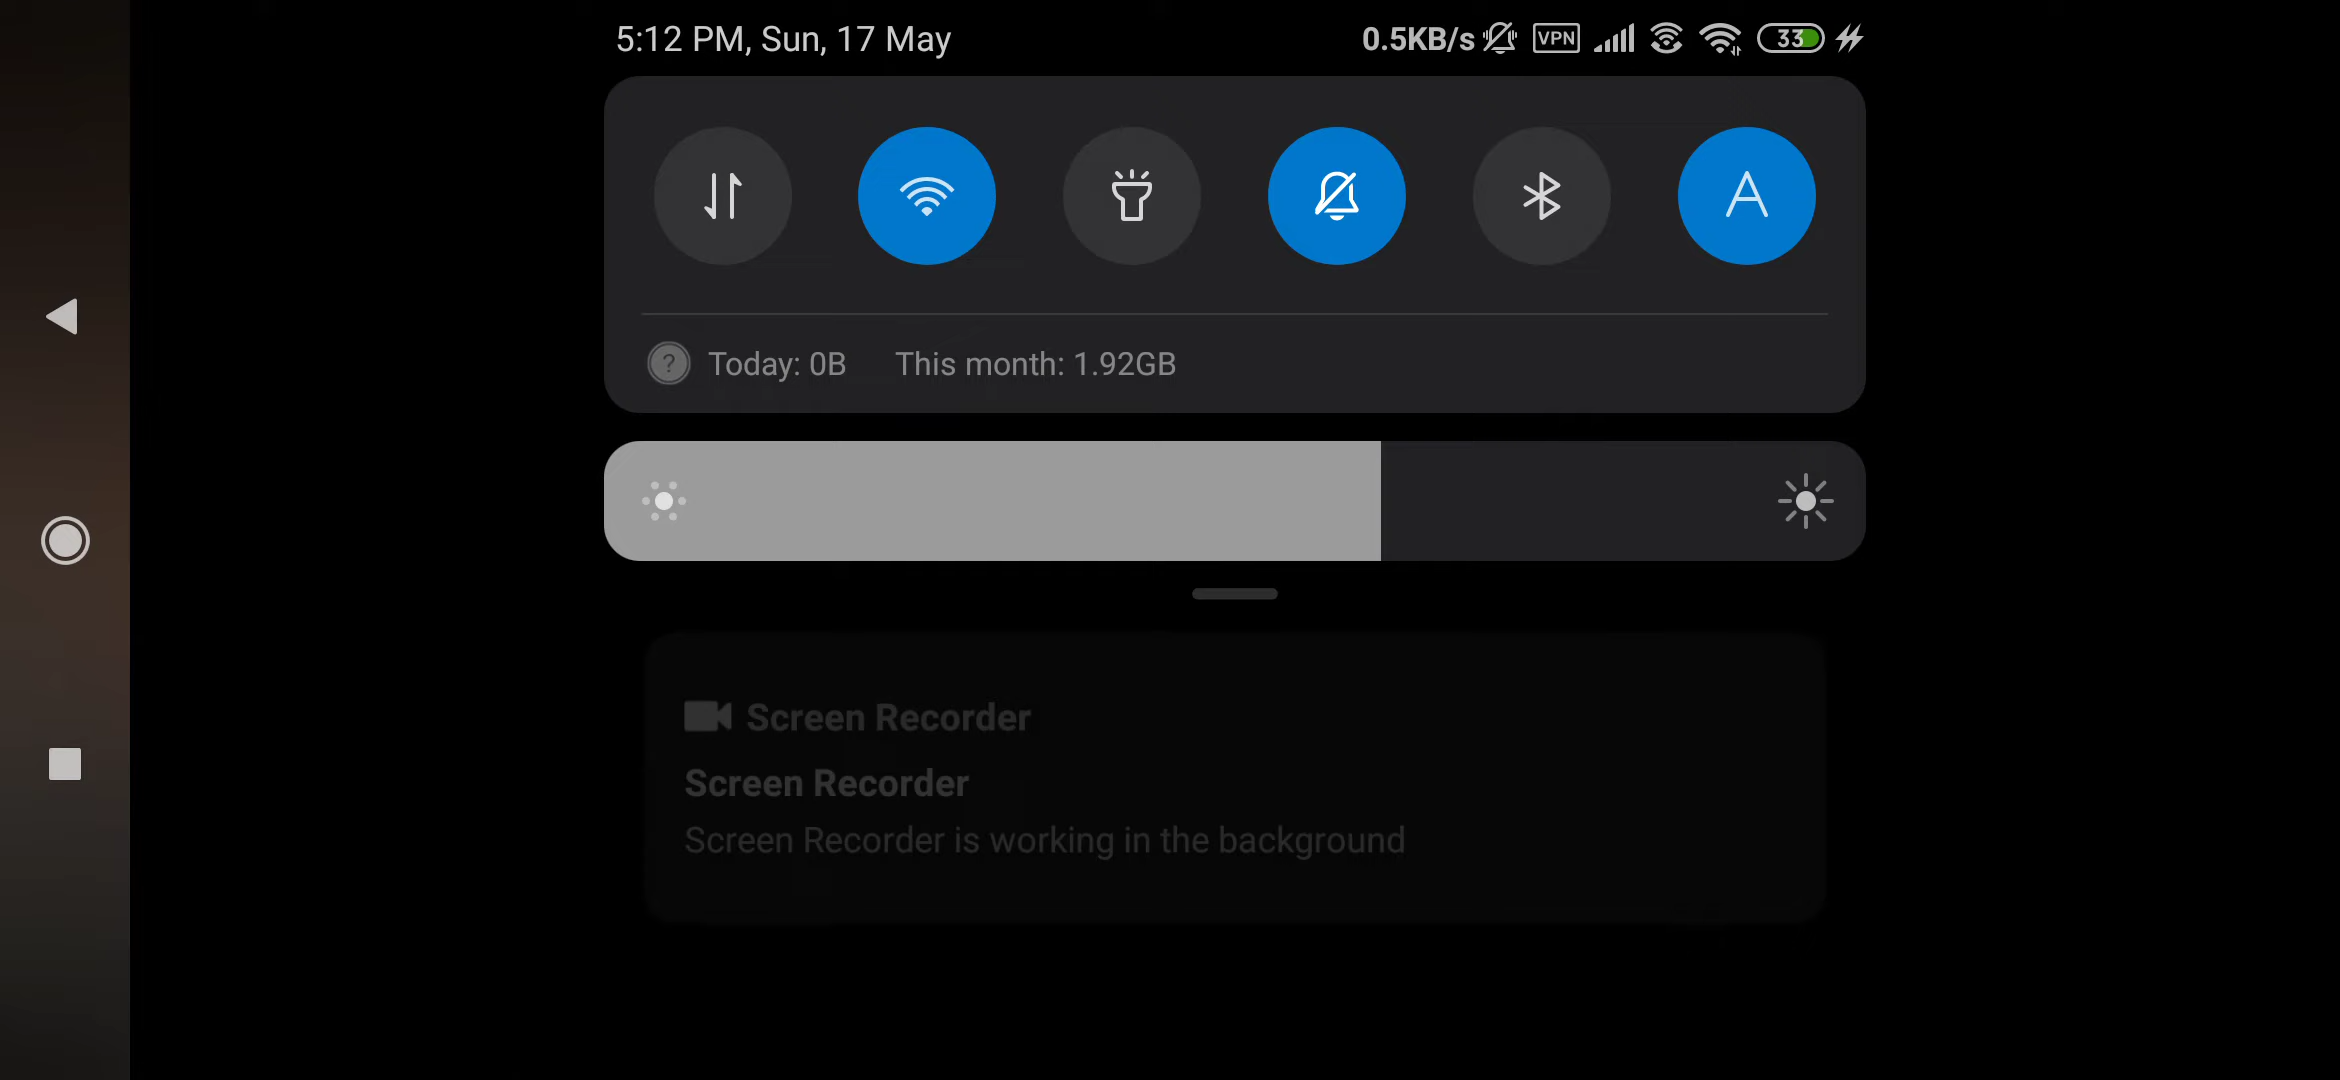 5:12 PM, Sun, 17 May
0.5KB/s VPN 33
A
? Today: 0B This month: 1.92GB
Screen Recorder
Screen Recorder
Screen Recorder is working in the background